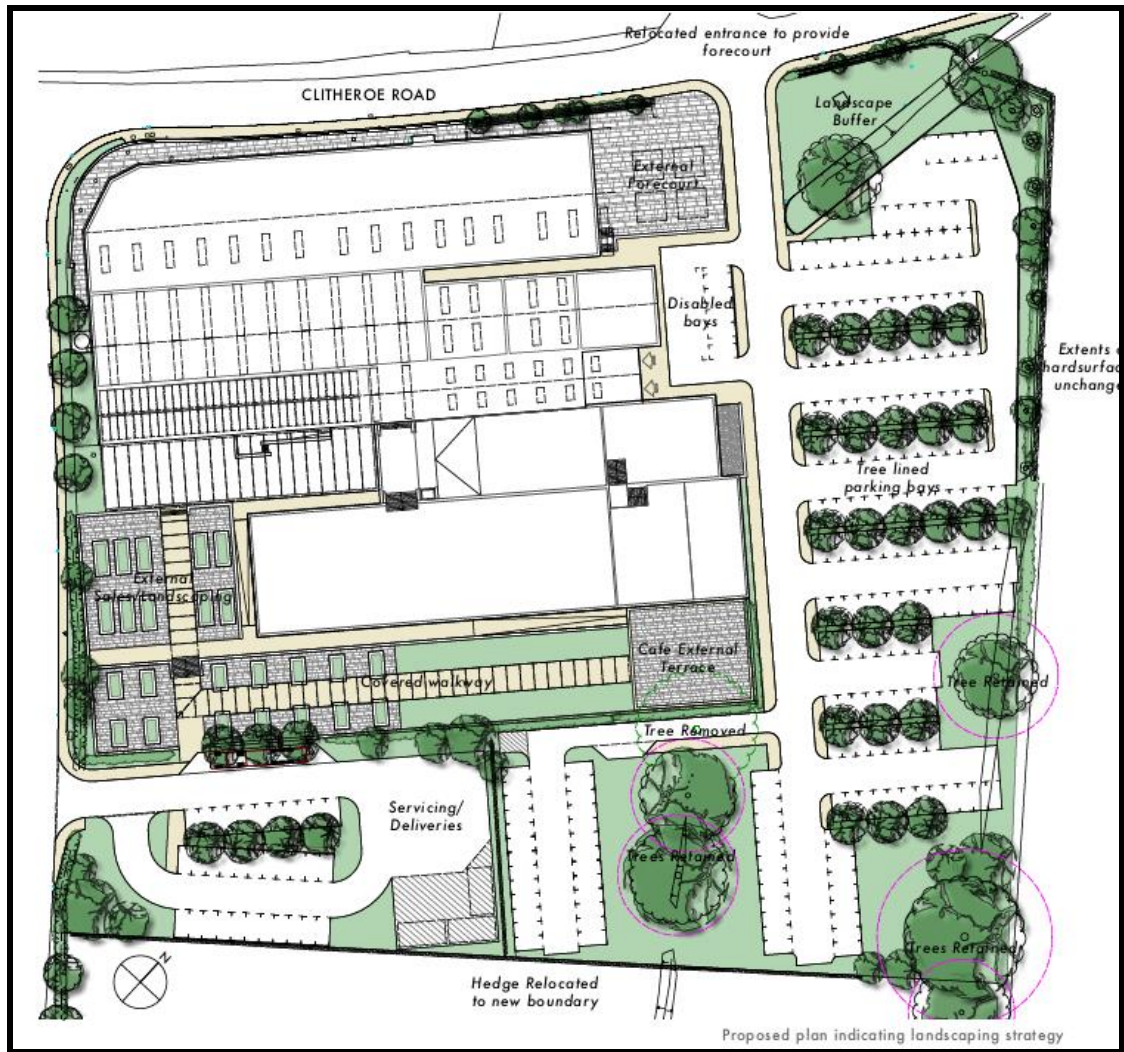 Relocated entrance to provide
forecourt
CLITHEROE ROAD
Landscape
Buffer
External
Forecourt
Disabled
bays
Extents
hardsurfac
unchange
Tree lined
parking bays
External
Sales/Landscaping
Cafe External
Terrace
Covered walkway
Tree Retained
Tree Removed
Servicing/
Deliveries
Trees Retained
Trees Retained
N
Hedge Relocated
to new boundary
Proposed plan indicating landscaping strategy